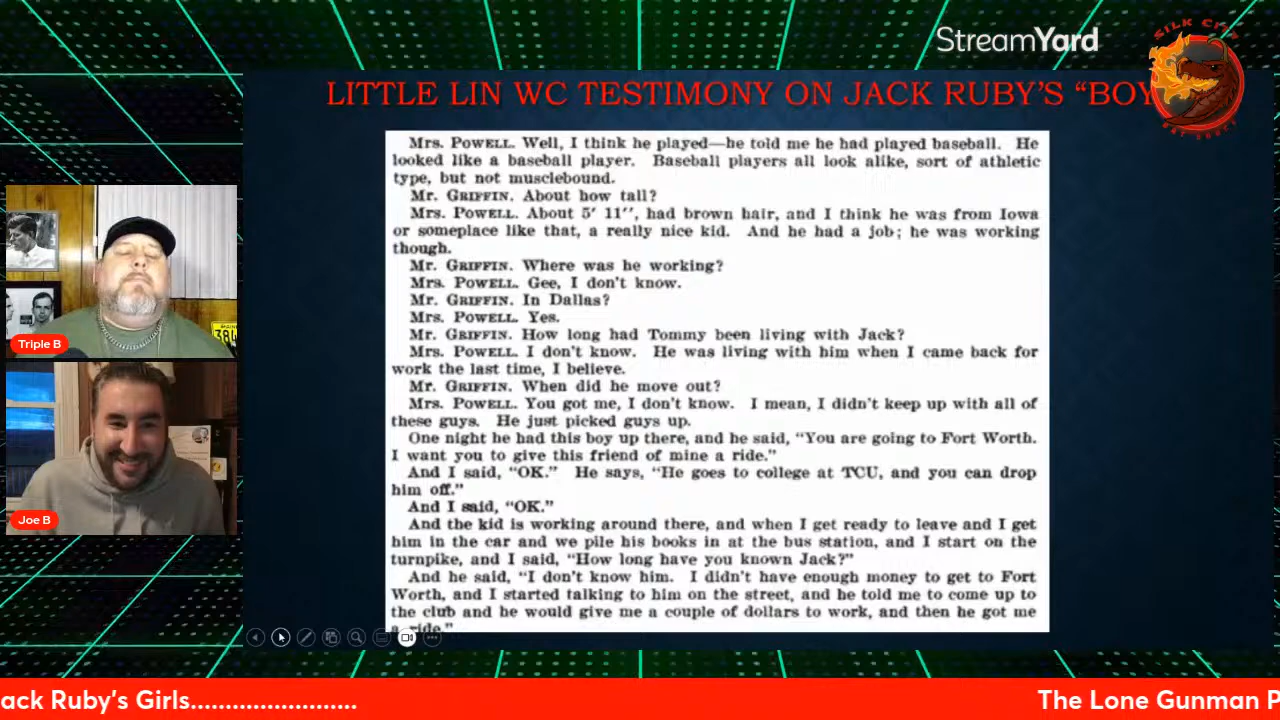 StreamYard
SILK CITY
LITTLE LIN WC TESTIMONY ON JACK RUBY'S “BOY
Mrs. POWELL. Well, I think he played—he told me he had played baseball. He
looked like a baseball player. Baseball players all look alike, sort of athletic
type, but not musclebound.
Mr. GRIFFIN. About how tall?
Mrs. POWELL. About 5′ 11′′, had brown hair, and I think he was from Iowa
or someplace like that, a really nice kid. And he had a job; he was working
though.
Mr. GRIFFIN. Where was he working?
Mrs. POWELL. Gee, I don't know.
Mr. GRIFFIN. In Dallas?
Mrs. POWELL. Yes.
Mr. GRIFFIN. How long had Tommy been living with Jack?
Mrs. POWELL. I don't know. He was living with him when I came back for
work the last time, I believe.
Mr. GRIFFIN. When did he move out?
Mrs. POWELL. You got me, I don't know. I mean, I didn't keep up with all of
these guys. He just picked guys up.
One night he had this boy up there, and he said, “You are going to Fort Worth.
I want you to give this friend of mine a ride.”
And I said, “OK.” He says, “He goes to college at TCU, and you can drop
him off.”
And I said, “OK.”
And the kid is working around there, and when I get ready to leave and I get
him in the car and we pile his books in at the bus station, and I start on the
turnpike, and I said, “How long have you known Jack?”
And he said, “I don't know him. I didn't have enough money to get to Fort
Worth, and I started talking to him on the street, and he told me to come up to
the club and he would give me a couple of dollars to work, and then he got me
a ride.”
384
Triple B
Joe B
ack Ruby's Girls.......................
The Lone Gunman P